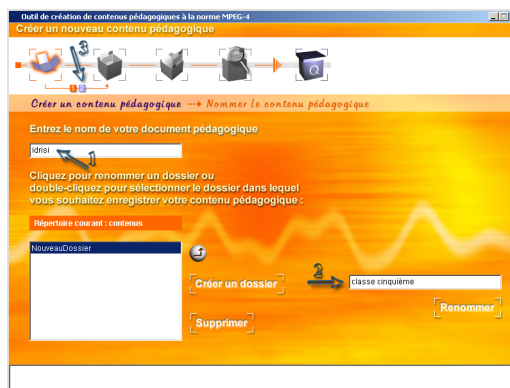 Outil de création de contenus pédagogiques à la norme MPEG-4
Créer un nouveau contenu pédagogique
3
1 2
Q
Créer un contenu pédagogique ---> Nommer le contenu pédagogique
Entrez le nom de votre document pédagogique
idrisi
1
Cliquez pour renommer un dossier ou
double-cliquez pour sélectionner le dossier dans lequel
vous souhaitez enregistrer votre contenu pédagogique :
Répertoire courant : contenus
NouveauDossier
Créer un dossier
2
classe cinquième
Renommer
Supprimer